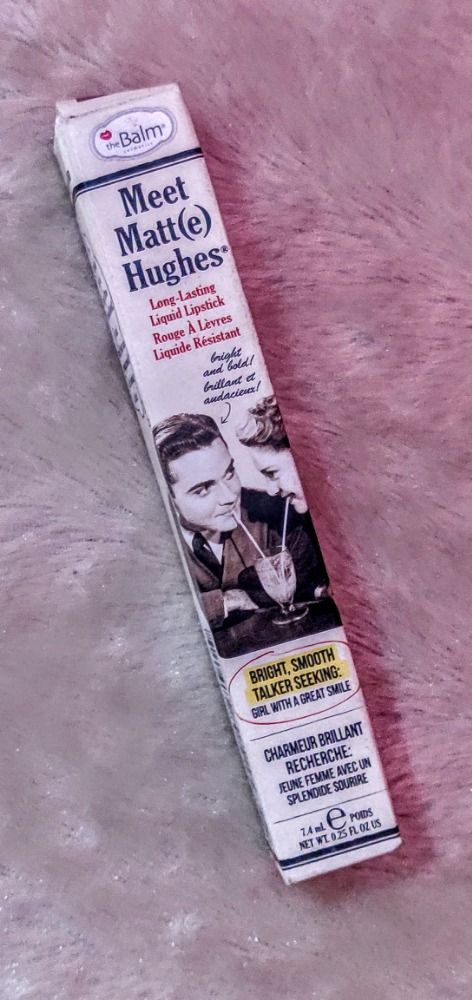 theBalm®
cosmetics
Meet
Matt(e)
Hughes®
Long-Lasting
Liquid Lipstick
Rouge À Lèvres
Liquide Résistant
bright
and bold!
brillant et
audacieux!
BRIGHT, SMOOTH
TALKER SEEKING:
GIRL WITH A GREAT SMILE
CHARMEUR BRILLANT
RECHERCHE:
JEUNE FEMME AVEC UN
SPLENDIDE SOURIRE
7.4 mL e POIDS
NET WT. 0.25 FL OZ US